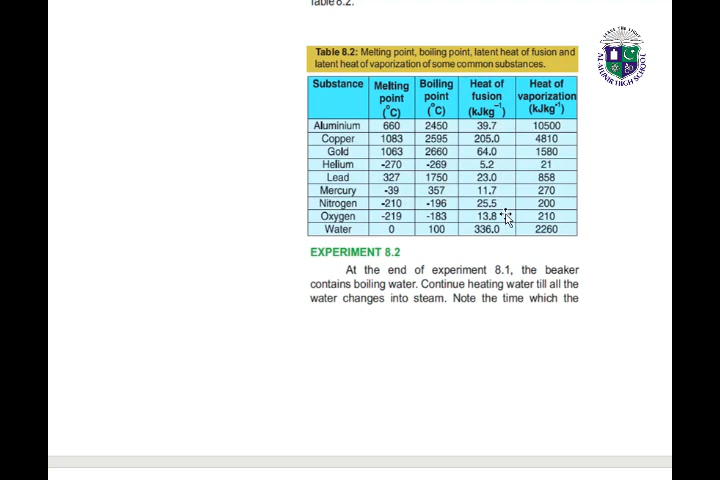 Table 8.2.
Table 8.2: Melting point, boiling point, latent heat of fusion and
latent heat of vaporization of some common substances.
Substance Melting point (°C) Boiling point (°C) Heat of fusion (kJkg⁻¹) Heat of vaporization (kJkg⁻¹)
Aluminium 660 2450 39.7 10500
Copper 1083 2595 205.0 4810
Gold 1063 2660 64.0 1580
Helium -270 -269 5.2 21
Lead 327 1750 23.0 858
Mercury -39 357 11.7 270
Nitrogen -210 -196 25.5 200
Oxygen -219 -183 13.8 210
Water 0 100 336.0 2260
EXPERIMENT 8.2
At the end of experiment 8.1, the beaker
contains boiling water. Continue heating water till all the
water changes into steam. Note the time which the